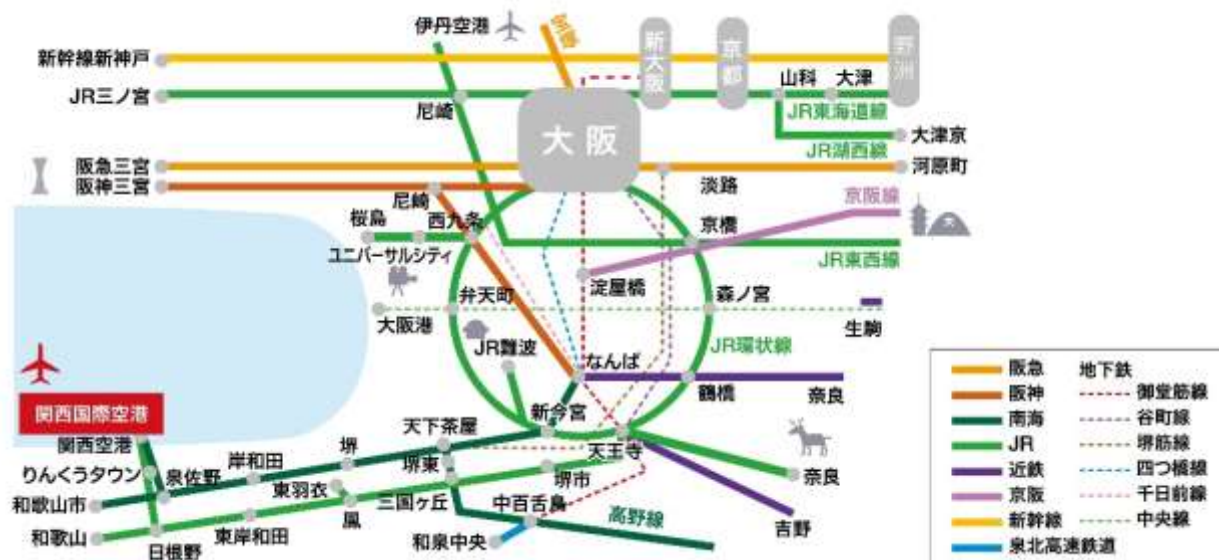 伊丹空港
新幹線新神戸
新大阪
京都
野洲
山科
大津
JR三ノ宮
尼崎
JR東海道線
大阪
大津京
JR湖西線
阪急三宮
河原町
阪神三宮
淡路
尼崎
京阪線
桜島
西九条
京橋
ユニバーサルシティ
JR東西線
淀屋橋
弁天町
森ノ宮
大阪港
生駒
JR難波
JR環状線
なんば
鶴橋
奈良
関西国際空港
新今宮
天下茶屋
天王寺
関西空港
堺
岸和田
堺東
りんくうタウン
泉佐野
東羽衣
堺市
奈良
和歌山市
三国ヶ丘
中百舌鳥
鳳
高野線
吉野
和歌山
東岸和田
日根野
和泉中央
阪急
阪神
南海
JR
近鉄
京阪
新幹線
泉北高速鉄道
地下鉄
御堂筋線
谷町線
堺筋線
四つ橋線
千日前線
中央線